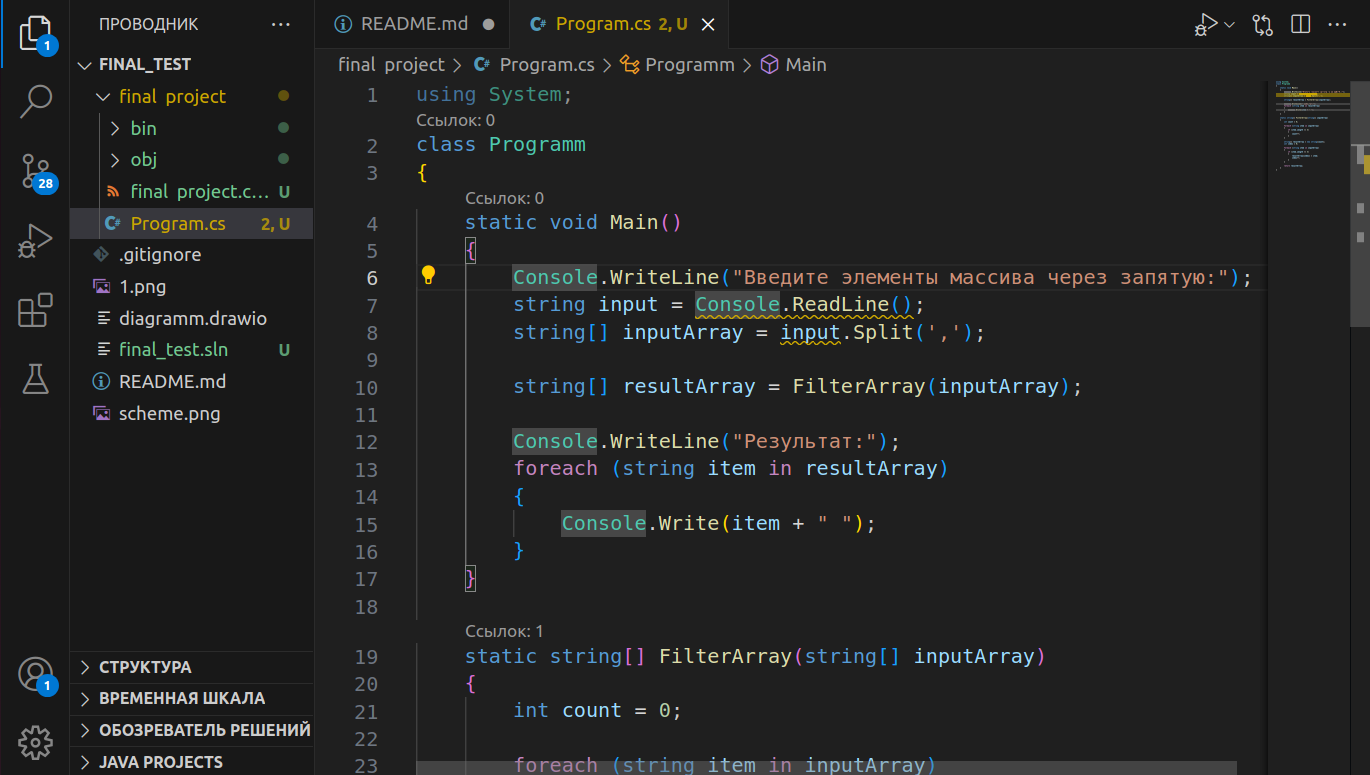 ПРОВОДНИК ···
README.md ●
C# Program.cs 2, U ×
1
FINAL_TEST
final project > C# Program.cs > Programm > Main
final project
bin
obj
final project.c... U
C# Program.cs 2, U
.gitignore
1.png
diagramm.drawio
final_test.sln U
README.md
scheme.png
28
1
СТРУКТУРА
ВРЕМЕННАЯ ШКАЛА
ОБОЗРЕВАТЕЛЬ РЕШЕНИЙ
JAVA PROJECTS
1 using System;
Ссылок: 0
2 class Programm
3 {
Ссылок: 0
4 static void Main()
5 {
6 Console.WriteLine("Введите элементы массива через запятую:");
7 string input = Console.ReadLine();
8 string[] inputArray = input.Split(',');
9
10 string[] resultArray = FilterArray(inputArray);
11
12 Console.WriteLine("Результат:");
13 foreach (string item in resultArray)
14 {
15 Console.Write(item + " ");
16 }
17 }
18
Ссылок: 1
19 static string[] FilterArray(string[] inputArray)
20 {
21 int count = 0;
22
23 foreach (string item in inputArray)